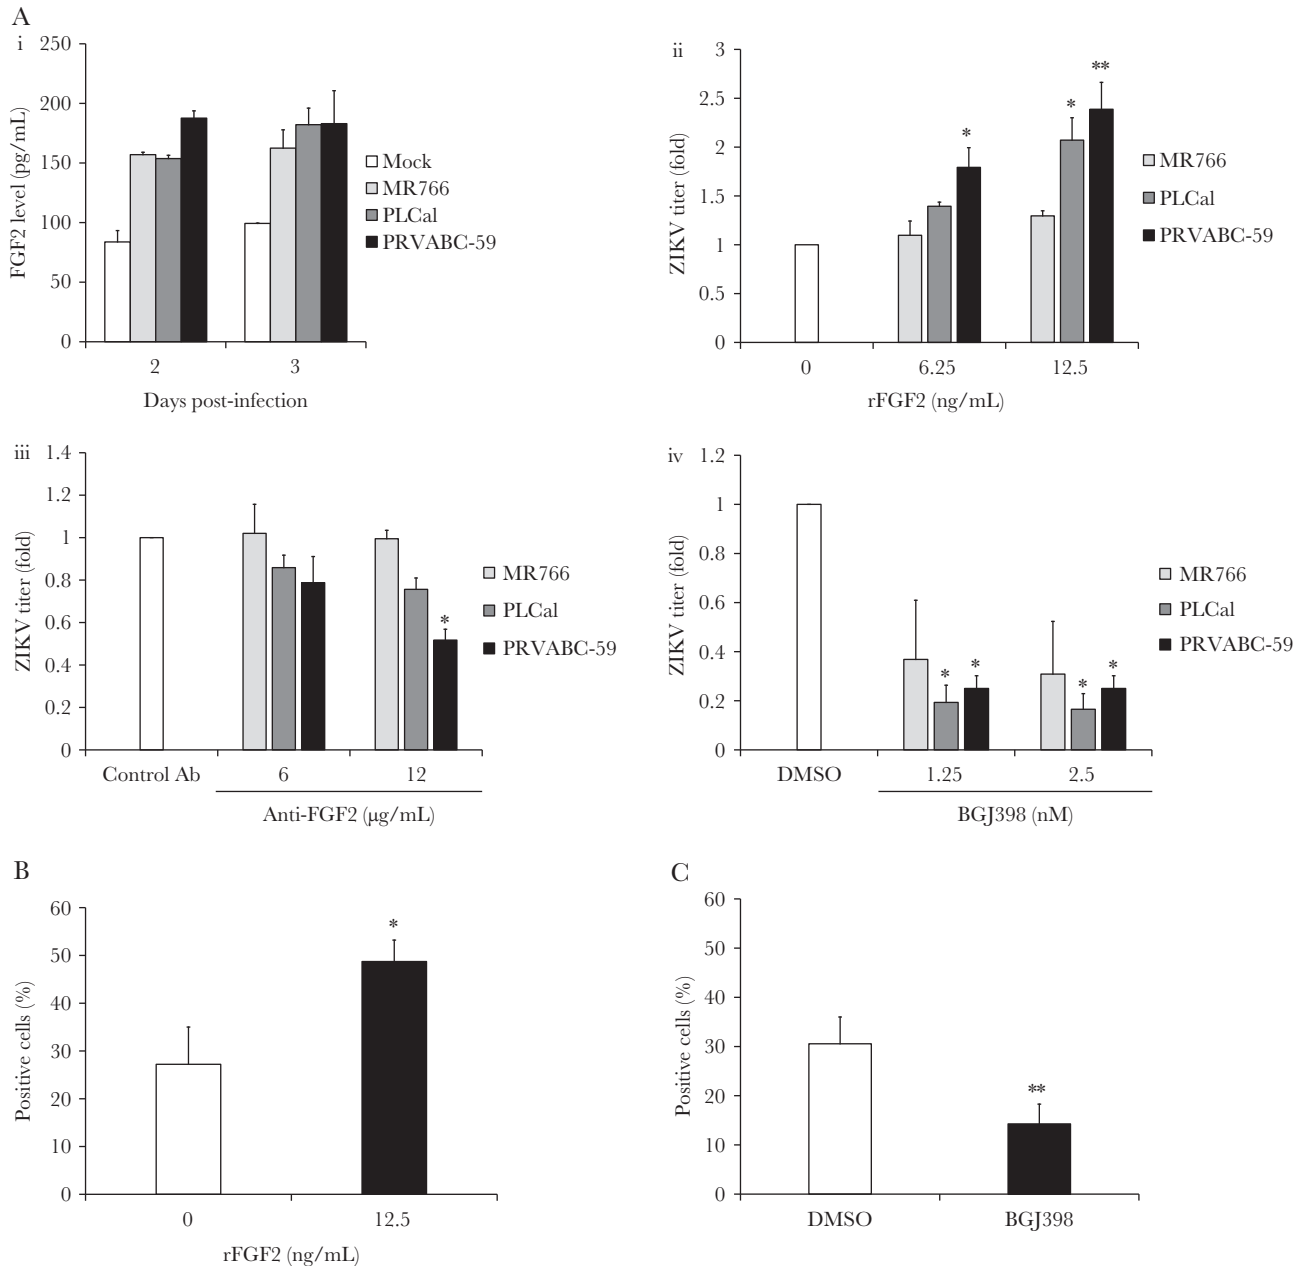 A
i
250
200
150
100
50
0
FGF2 level (pg/mL)
2
3
Days post-infection
Mock
MR766
PLCal
PRVABC-59
ii
3
2.5
2
1.5
1
0.5
0
ZIKV titer (fold)
*
*
**
0
6.25
12.5
rFGF2 (ng/mL)
MR766
PLCal
PRVABC-59
iii
1.4
1.2
1
0.8
0.6
0.4
0.2
0
ZIKV titer (fold)
*
Control Ab
6
12
Anti-FGF2 (µg/mL)
MR766
PLCal
PRVABC-59
iv
1.2
1
0.8
0.6
0.4
0.2
0
ZIKV titer (fold)
*
*
*
*
DMSO
1.25
2.5
BGJ398 (nM)
MR766
PLCal
PRVABC-59
B
60
50
40
30
20
10
0
Positive cells (%)
*
0
12.5
rFGF2 (ng/mL)
C
60
50
40
30
20
10
0
Positive cells (%)
**
DMSO
BGJ398